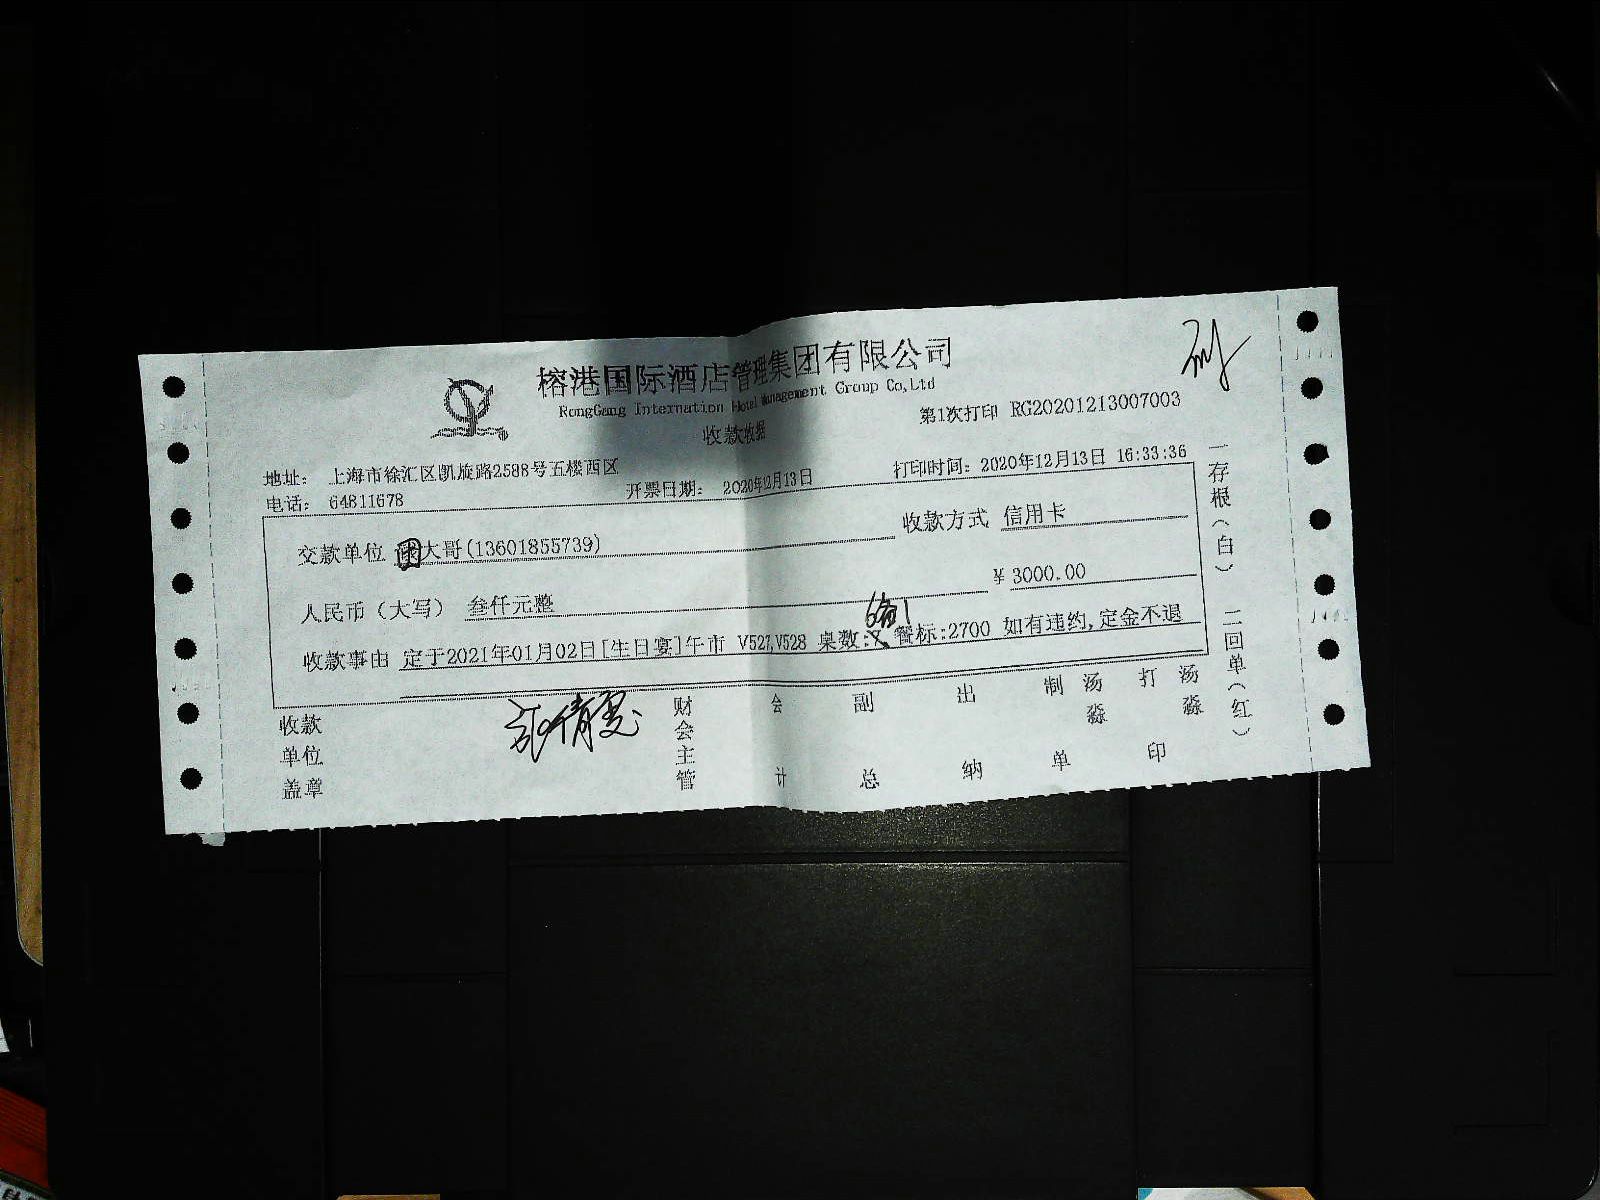 榕港国际酒店管理集团有限公司
RongGang Internation Hotel Management Group Co,Ltd
收款收据
第1次打印 RG20201213007003
地址： 上海市徐汇区凯旋路2588号五楼西区
电话： 64811678
开票日期： 2020年12月13日
打印时间：2020年12月13日 16:33:36
交款单位 大哥(13601855739)
收款方式 信用卡
人民币（大写） 叁仟元整
¥ 3000.00
收款事由 定于2021年01月02日[生日宴]午市 V527,V528 桌数: 餐标:2700 如有违约,定金不退
收款单位盖章
财会主管
会计
副总
出纳
制单
汤淼
打印
汤淼
一存根(白) 二回单(红)